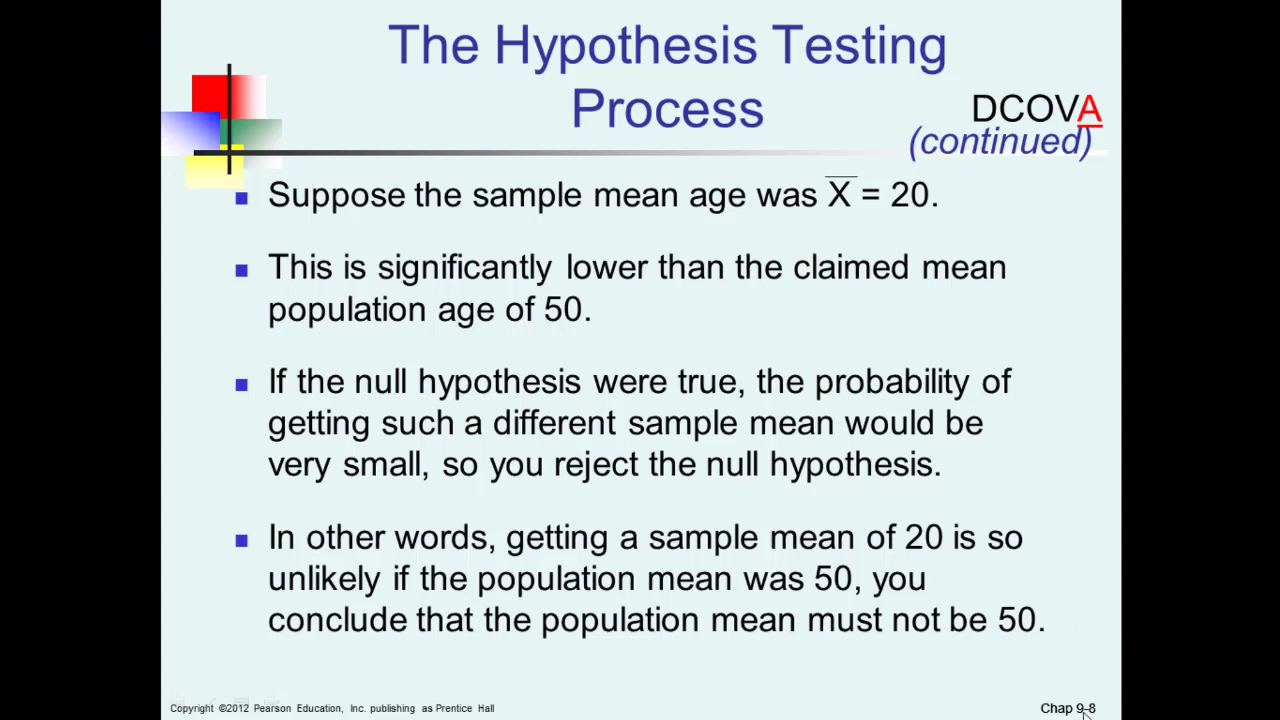 The Hypothesis Testing
Process
DCOVA
(continued)
Suppose the sample mean age was X̅ = 20.
This is significantly lower than the claimed mean
population age of 50.
If the null hypothesis were true, the probability of
getting such a different sample mean would be
very small, so you reject the null hypothesis.
In other words, getting a sample mean of 20 is so
unlikely if the population mean was 50, you
conclude that the population mean must not be 50.
Copyright ©2012 Pearson Education, Inc. publishing as Prentice Hall
Chap 9-8